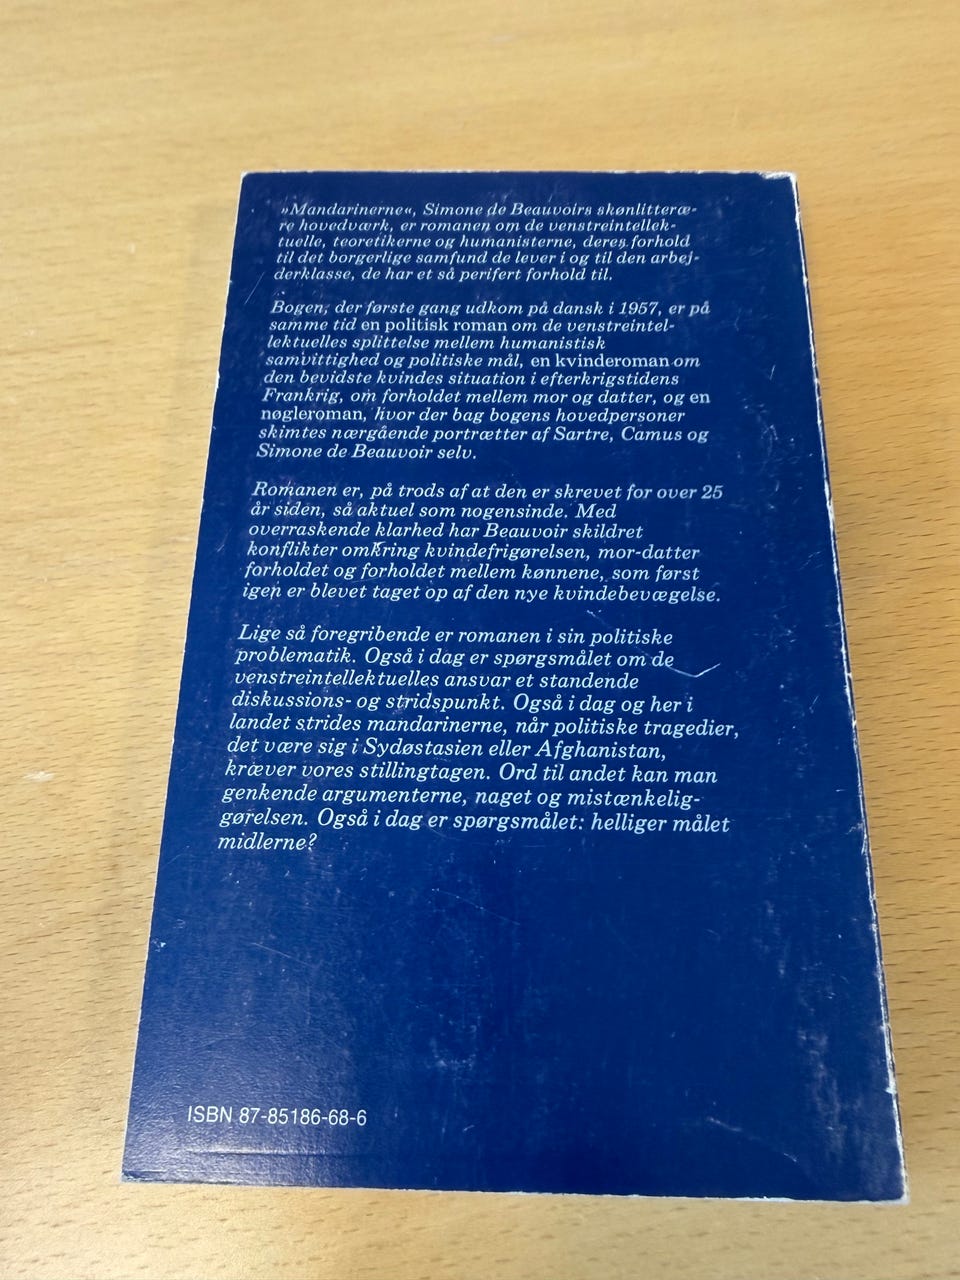 »Mandarinerne«, Simone de Beauvoirs skønlitteræ-
re hovedværk, er romanen om de venstreintellek-
tuelle, teoretikerne og humanisterne, deres forhold
til det borgerlige samfund de lever i og til den arbej-
derklasse, de har et så perifert forhold til.
Bogen, der første gang udkom på dansk i 1957, er på
samme tid en politisk roman om de venstreintel-
lektuelles splittelse mellem humanistisk
samvittighed og politiske mål, en kvinderoman om
den bevidste kvindes situation i efterkrigstidens
Frankrig, om forholdet mellem mor og datter, og en
nøgleroman, hvor der bag bogens hovedpersoner
skimtes nærgående portrætter af Sartre, Camus og
Simone de Beauvoir selv.
Romanen er, på trods af at den er skrevet for over 25
år siden, så aktuel som nogensinde. Med
overraskende klarhed har Beauvoir skildret
konflikter omkring kvindefrigørelsen, mor-datter
forholdet og forholdet mellem kønnene, som først
igen er blevet taget op af den nye kvindebevægelse.
Lige så foregribende er romanen i sin politiske
problematik. Også i dag er spørgsmålet om de
venstreintellektuelles ansvar et standende
diskussions- og stridspunkt. Også i dag og her i
landet strides mandarinerne, når politiske tragedier,
det være sig i Sydøstasien eller Afghanistan,
kræver vores stillingtagen. Ord til andet kan man
genkende argumenterne, naget og mistænkelig-
gørelsen. Også i dag er spørgsmålet: helliger målet
midlerne?
ISBN 87-85186-68-6